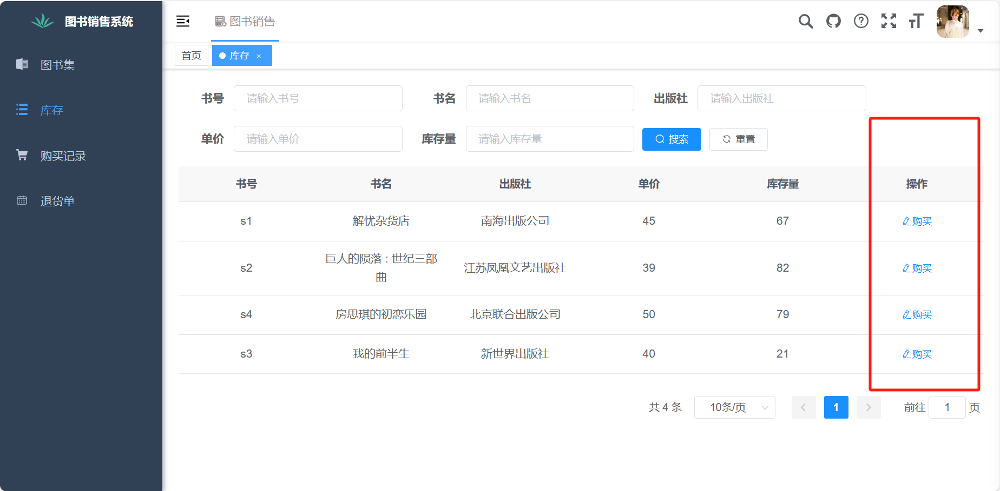 图书销售系统
图书销售
首页
库存 ×
图书集
库存
购买记录
退货单
书号 请输入书号 书名 请输入书名 出版社 请输入出版社
单价 请输入单价 库存量 请输入库存量 搜索 重置
书号 书名 出版社 单价 库存量 操作
s1 解忧杂货店 南海出版公司 45 67 购买
s2 巨人的陨落 : 世纪三部
曲 江苏凤凰文艺出版社 39 82 购买
s4 房思琪的初恋乐园 北京联合出版公司 50 79 购买
s3 我的前半生 新世界出版社 40 21 购买
共 4 条 10条/页 1 前往 1 页